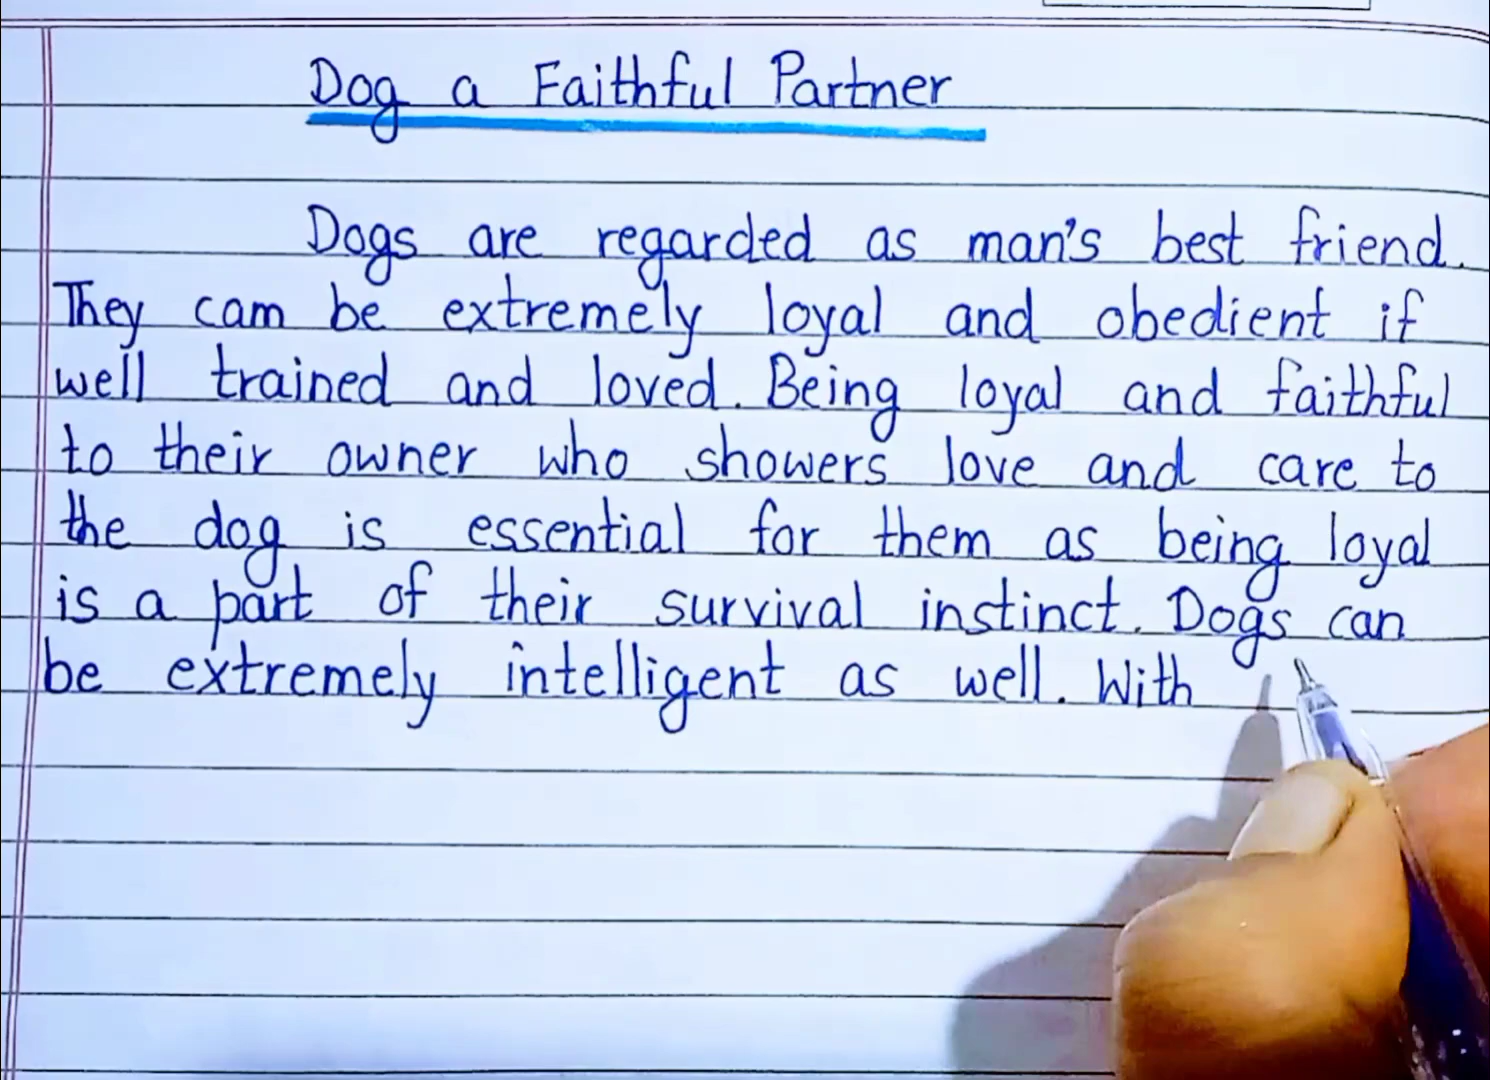 Dog a Faithful Partner
Dogs are regarded as man's best friend.
They cam be extremely loyal and obedient if
well trained and loved. Being loyal and faithful
to their owner who showers love and care to
the dog is essential for them as being loyal
is a part of their survival instinct. Dogs can
be extremely intelligent as well. With